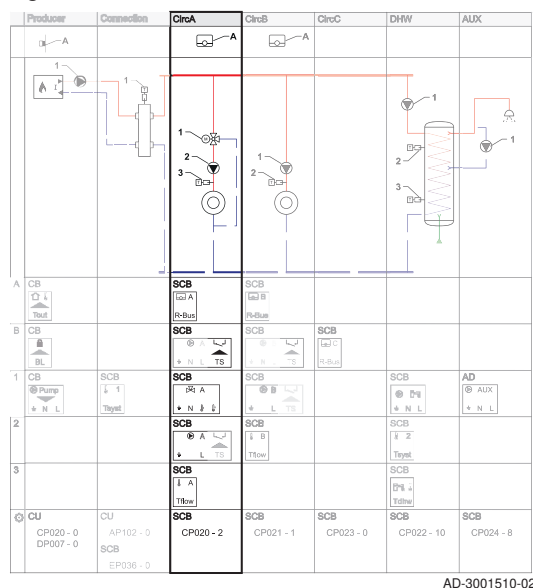 Producer Connection CircA CircB CircC DHW AUX
A A A
1
1
1
2
3
1
2
1
2
3
1
A CB SCB SCB
A B
Tout R-Bus R-Bus
B CB SCB SCB SCB
A B C
BL N L TS N L TS R-Bus
1 CB SCB SCB SCB SCB AD
Pump 1 A B AUX
N L Tsyst N L TS N L N L
2 SCB SCB SCB
A B 2
L TS Tflow Tsyst
3 SCB SCB
A
Tflow Tdhw
CU CU SCB SCB SCB SCB SCB
CP020 - 0 AP102 - 0 CP020 - 2 CP021 - 1 CP023 - 0 CP022 - 10 CP024 - 8
DP007 - 0 SCB
EP036 - 0
AD-3001510-02